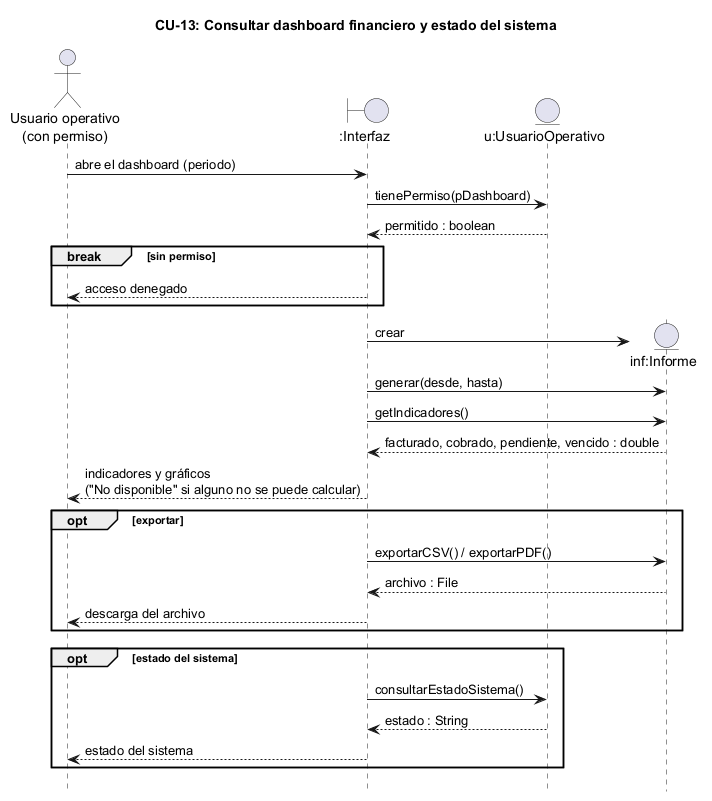 CU-13: Consultar dashboard financiero y estado del sistema
Usuario operativo
(con permiso)
:Interfaz
u:UsuarioOperativo
abre el dashboard (periodo)
tienePermiso(pDashboard)
permitido : boolean
break
[sin permiso]
acceso denegado
crear
inf:Informe
generar(desde, hasta)
getIndicadores()
facturado, cobrado, pendiente, vencido : double
indicadores y gráficos
("No disponible" si alguno no se puede calcular)
opt
[exportar]
exportarCSV() / exportarPDF()
archivo : File
descarga del archivo
opt
[estado del sistema]
consultarEstadoSistema()
estado : String
estado del sistema